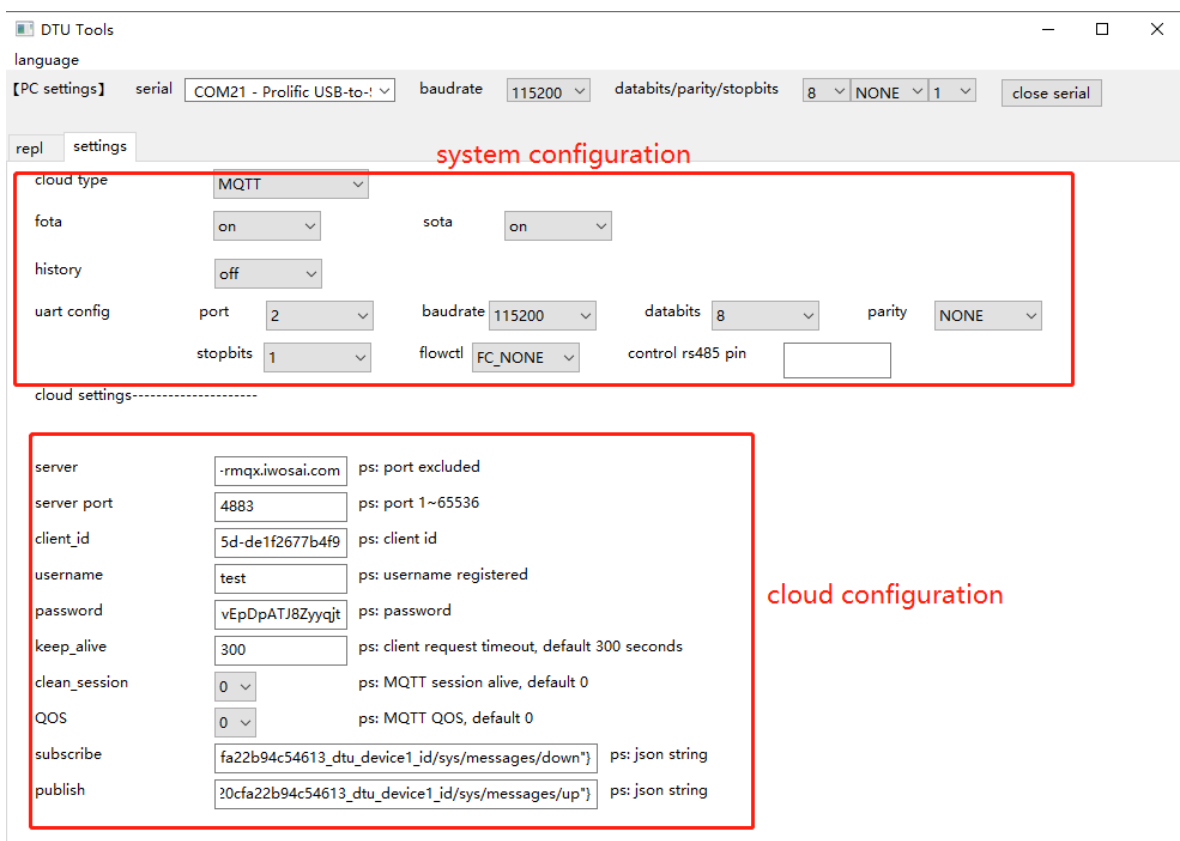 DTU Tools
language
【PC settings】 serial COM21 - Prolific USB-to-! baudrate 115200 databits/parity/stopbits 8 NONE 1 close serial
repl settings
system configuration
cloud type MQTT
fota on sota on
history off
uart config port 2 baudrate 115200 databits 8 parity NONE
stopbits 1 flowctl FC_NONE control rs485 pin
cloud settings---------------------
server -rmqx.iwosai.com ps: port excluded
server port 4883 ps: port 1~65536
client_id 5d-de1f2677b4f9 ps: client id
username test ps: username registered
cloud configuration
password vEpDpATJ8Zyyqjt ps: password
keep_alive 300 ps: client request timeout, default 300 seconds
clean_session 0 ps: MQTT session alive, default 0
QOS 0 ps: MQTT QOS, default 0
subscribe fa22b94c54613_dtu_device1_id/sys/messages/down"} ps: json string
publish 20cfa22b94c54613_dtu_device1_id/sys/messages/up"} ps: json string